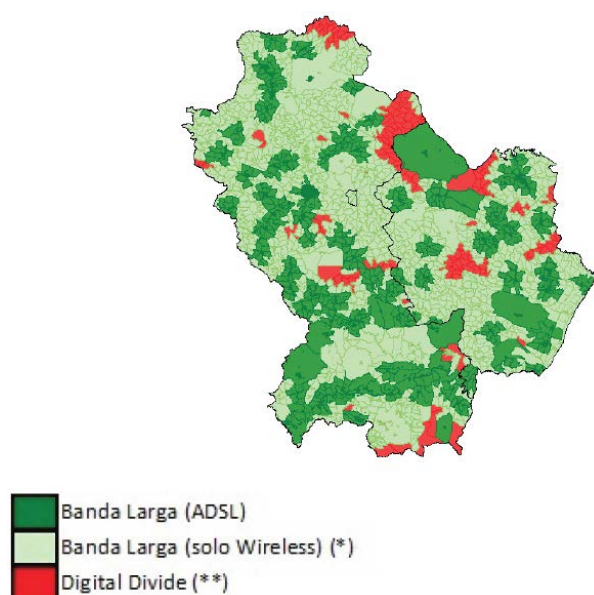 Banda Larga (ADSL)
Banda Larga (solo Wireless) (*)
Digital Divide (**)